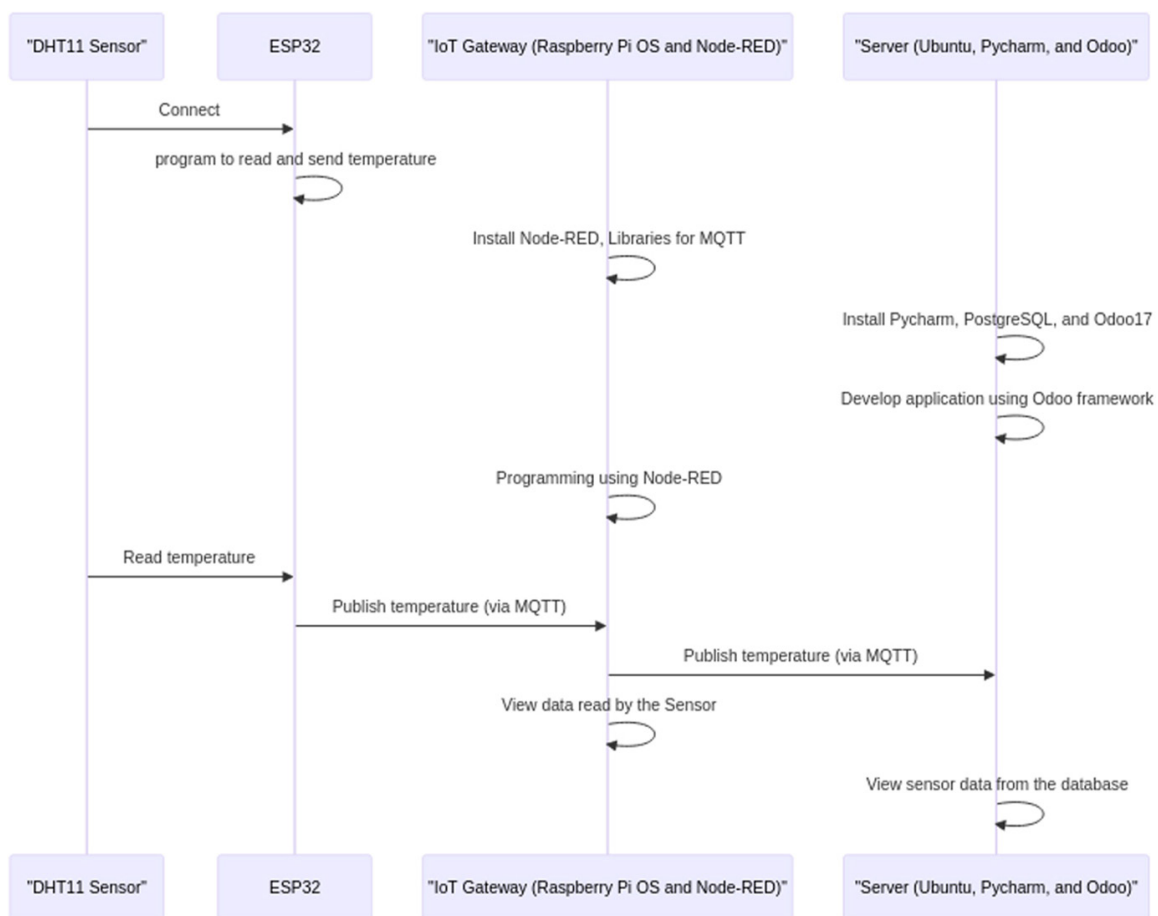 "DHT11 Sensor"
ESP32
"IoT Gateway (Raspberry Pi OS and Node-RED)"
"Server (Ubuntu, Pycharm, and Odoo)"
Connect
program to read and send temperature
Install Node-RED, Libraries for MQTT
Install Pycharm, PostgreSQL, and Odoo17
Develop application using Odoo framework
Programming using Node-RED
Read temperature
Publish temperature (via MQTT)
Publish temperature (via MQTT)
View data read by the Sensor
View sensor data from the database
"DHT11 Sensor"
ESP32
"IoT Gateway (Raspberry Pi OS and Node-RED)"
"Server (Ubuntu, Pycharm, and Odoo)"